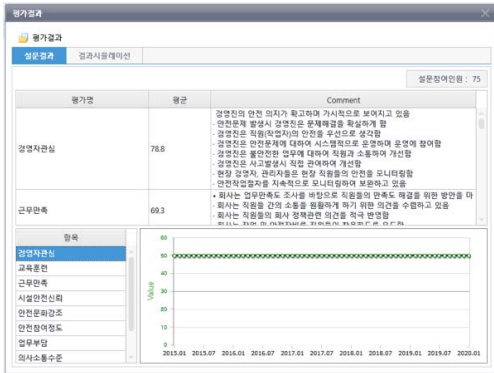 평가결과
평가결과
설문결과 결과시뮬레이션
설문참여인원 : 75
평가명 평균 Comment
경영자관심 78.8
경영진의 안전 의지가 확고하며 가시적으로 보여지고 있음
- 안전문제 발생시 경영진은 문제해결을 확실하게 함
- 경영진은 직원(작업자)의 안전을 우선으로 생각함
- 경영진은 안전문제에 대하여 시스템적으로 운영하며 운영에 참여함
- 경영진은 불안전한 업무에 대하여 직원과 소통하여 개선함
- 경영진은 사고발생시 직접 관여하여 개선함
- 현장 경영자, 관리자들은 현장 직원들의 안전을 모니터링함
- 안전작업절차를 지속적으로 모니터링하여 보완하고 있음
근무만족 69.3
• 회사는 업무만족도 조사를 바탕으로 직원들의 만족도 해결을 위한 방안을 마
- 회사는 직원들 간의 소통을 원활하게 하기 위한 의견을 수렴하고 있음
- 회사는 직원들의 회사 정책관련 의견을 적극 반영함
항목
경영자관심
교육훈련
근무만족
시설안전신뢰
안전문화강조
안전참여정도
업무부담
의사소통수준
Value
60
50
40
30
20
10
0
2015.01 2015.07 2016.01 2016.07 2017.01 2017.07 2018.01 2018.07 2019.01 2019.07 2020.01